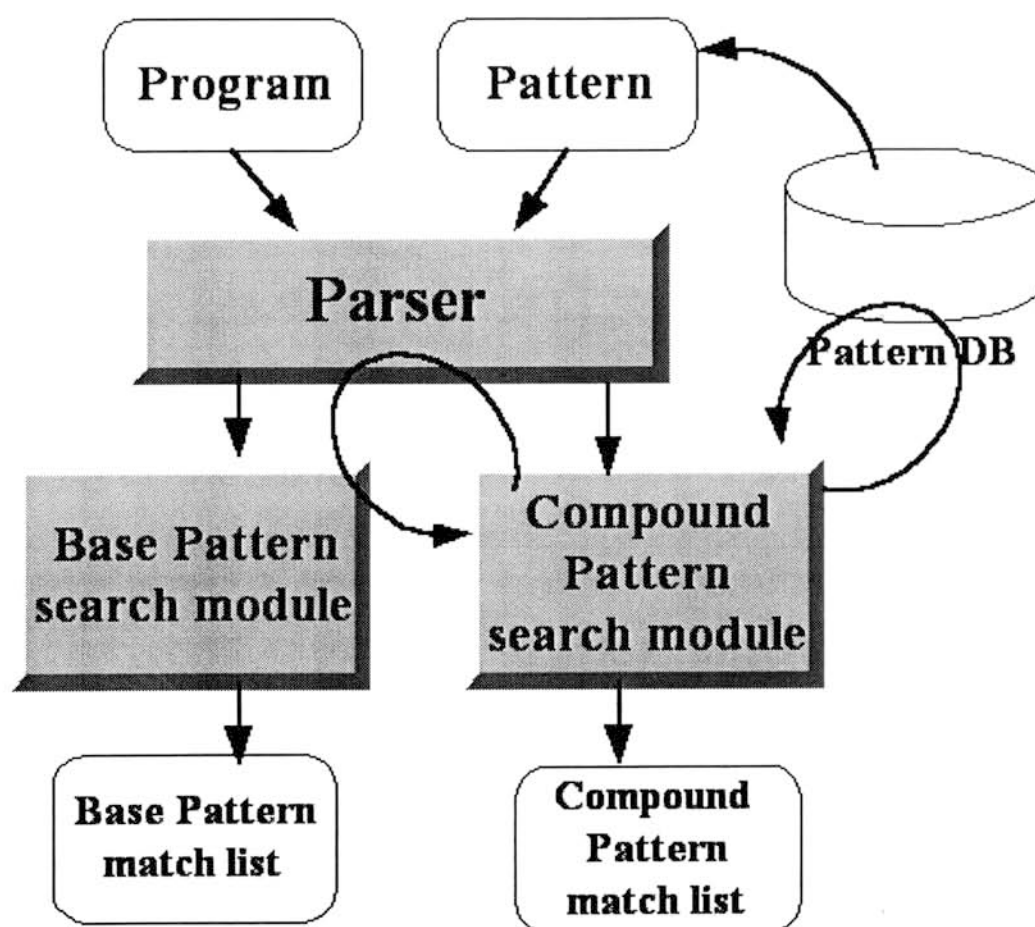 Program
Pattern
Parser
Pattern DB
Base Pattern
search module
Compound
Pattern
search module
Base Pattern
match list
Compound
Pattern
match list